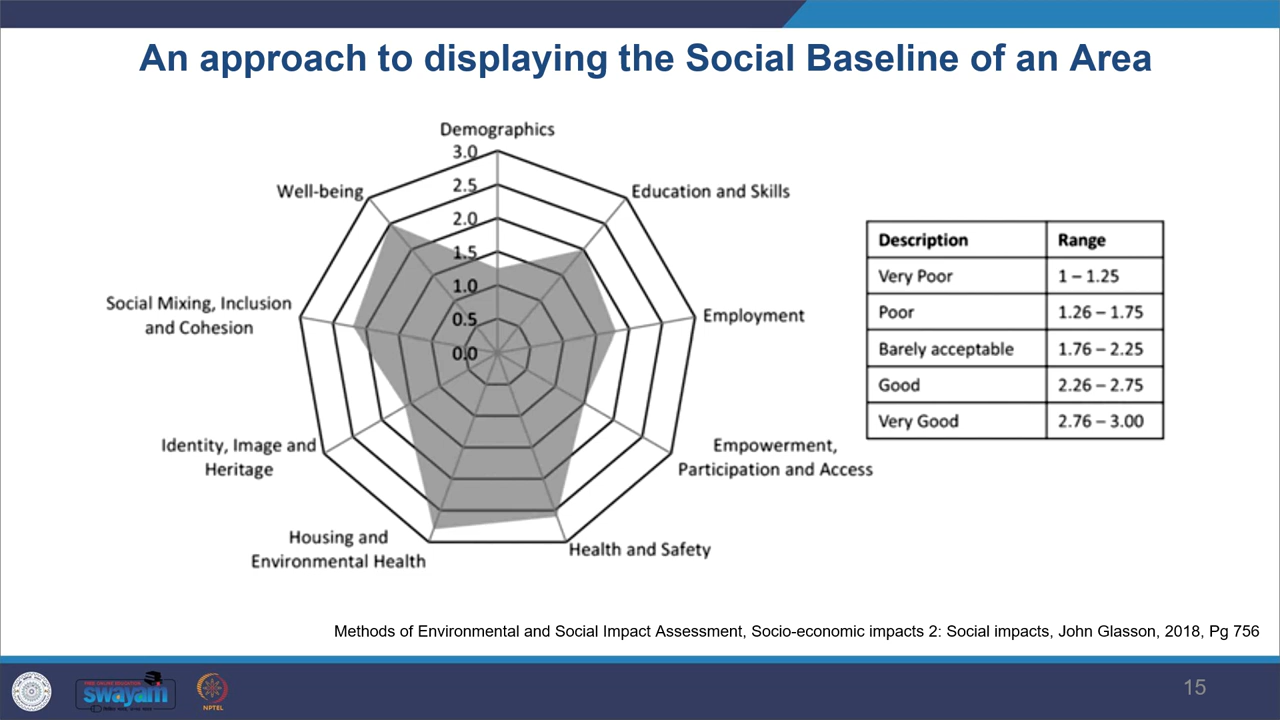 An approach to displaying the Social Baseline of an Area
Demographics
3.0
2.5
2.0
1.5
1.0
0.5
0.0
Well-being
Education and Skills
Social Mixing, Inclusion
and Cohesion
Employment
Identity, Image and
Heritage
Empowerment,
Participation and Access
Housing and
Environmental Health
Health and Safety
Description Range
Very Poor 1 – 1.25
Poor 1.26 – 1.75
Barely acceptable 1.76 – 2.25
Good 2.26 – 2.75
Very Good 2.76 – 3.00
Methods of Environmental and Social Impact Assessment, Socio-economic impacts 2: Social impacts, John Glasson, 2018, Pg 756
FREE ONLINE EDUCATION
swayam
NPTEL
15